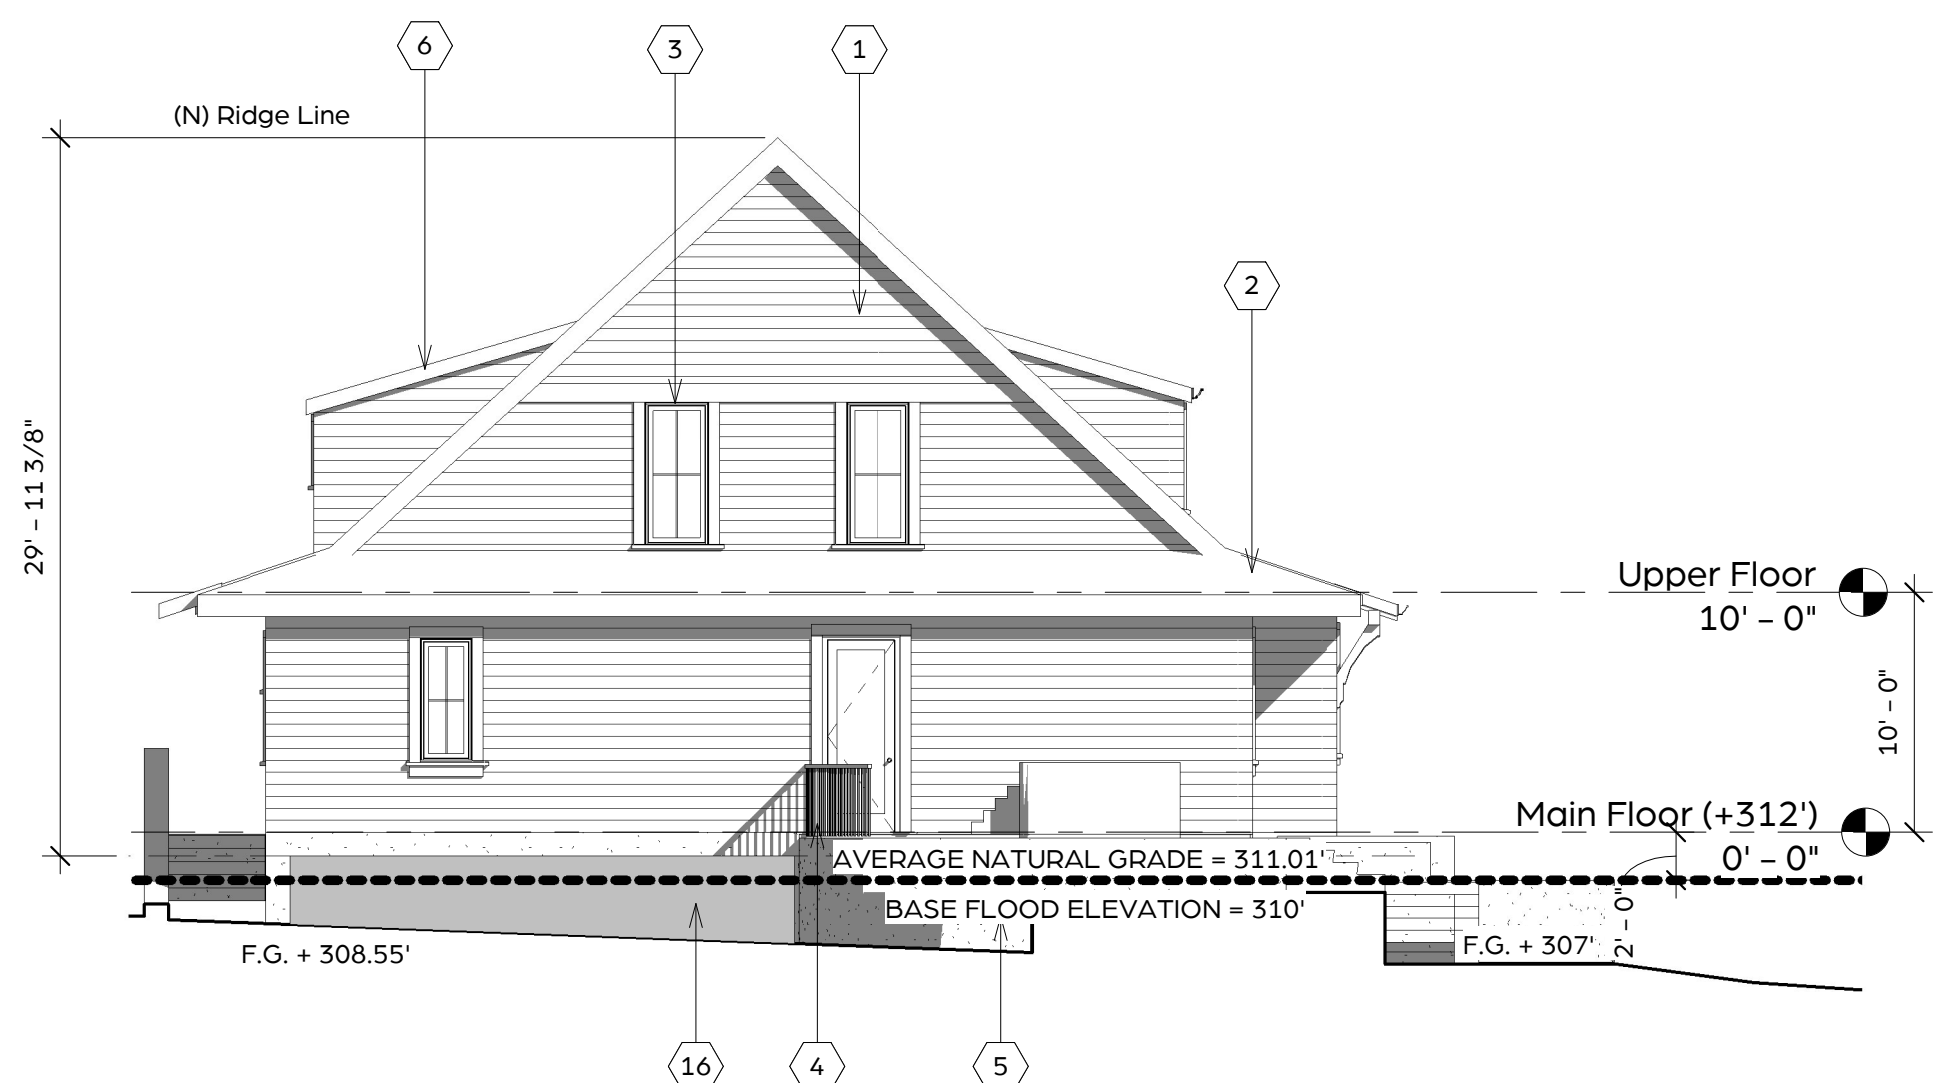 6
3
1
(N) Ridge Line
2
29' - 11 3/8"
Upper Floor
10' - 0"
10' - 0"
Main Floor (+312')
0' - 0"
AVERAGE NATURAL GRADE = 311.01'
BASE FLOOD ELEVATION = 310'
2' - 0"
F.G. + 308.55'
F.G. + 307'
16
4
5